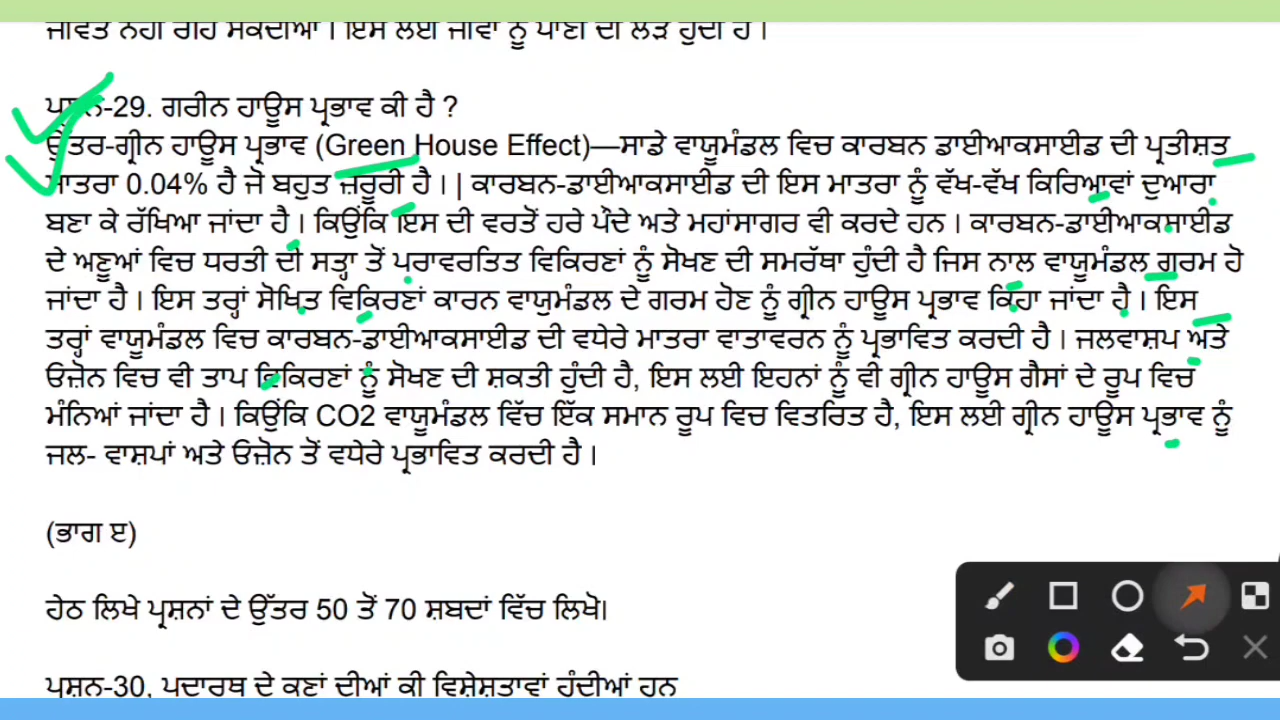 ਜੀਵਿਤ ਨਹੀਂ ਰਹਿ ਸਕਦੀਆਂ । ਇਸ ਲਈ ਜੀਵਾਂ ਨੂੰ ਪਾਣੀ ਦੀ ਲੋੜ ਹੁੰਦੀ ਹੈ ।
ਪ੍ਰਸ਼ਨ-29. ਗਰੀਨ ਹਾਊਸ ਪ੍ਰਭਾਵ ਕੀ ਹੈ ?
ਉੱਤਰ-ਗ੍ਰੀਨ ਹਾਊਸ ਪ੍ਰਭਾਵ (Green House Effect)—ਸਾਡੇ ਵਾਯੂਮੰਡਲ ਵਿਚ ਕਾਰਬਨ ਡਾਈਆਕਸਾਈਡ ਦੀ ਪ੍ਰਤੀਸ਼ਤ
ਮਾਤਰਾ 0.04% ਹੈ ਜੋ ਬਹੁਤ ਜ਼ਰੂਰੀ ਹੈ । | ਕਾਰਬਨ-ਡਾਈਆਕਸਾਈਡ ਦੀ ਇਸ ਮਾਤਰਾ ਨੂੰ ਵੱਖ-ਵੱਖ ਕਿਰਿਆਵਾਂ ਦੁਆਰਾ
ਬਣਾ ਕੇ ਰੱਖਿਆ ਜਾਂਦਾ ਹੈ । ਕਿਉਂਕਿ ਇਸ ਦੀ ਵਰਤੋਂ ਹਰੇ ਪੌਦੇ ਅਤੇ ਮਹਾਂਸਾਗਰ ਵੀ ਕਰਦੇ ਹਨ । ਕਾਰਬਨ-ਡਾਈਆਕਸਾਈਡ
ਦੇ ਅਣੂਆਂ ਵਿਚ ਧਰਤੀ ਦੀ ਸਤ੍ਹਾ ਤੋਂ ਪਰਾਵਰਤਿਤ ਵਿਕਿਰਣਾਂ ਨੂੰ ਸੋਖਣ ਦੀ ਸਮਰੱਥਾ ਹੁੰਦੀ ਹੈ ਜਿਸ ਨਾਲ ਵਾਯੂਮੰਡਲ ਗਰਮ ਹੋ
ਜਾਂਦਾ ਹੈ । ਇਸ ਤਰ੍ਹਾਂ ਸੋਖਿਤ ਵਿਕਿਰਣਾਂ ਕਾਰਨ ਵਾਯੁਮੰਡਲ ਦੇ ਗਰਮ ਹੋਣ ਨੂੰ ਗ੍ਰੀਨ ਹਾਊਸ ਪ੍ਰਭਾਵ ਕਿਹਾ ਜਾਂਦਾ ਹੈ । ਇਸ
ਤਰ੍ਹਾਂ ਵਾਯੂਮੰਡਲ ਵਿਚ ਕਾਰਬਨ-ਡਾਈਆਕਸਾਈਡ ਦੀ ਵਧੇਰੇ ਮਾਤਰਾ ਵਾਤਾਵਰਨ ਨੂੰ ਪ੍ਰਭਾਵਿਤ ਕਰਦੀ ਹੈ । ਜਲਵਾਸ਼ਪ ਅਤੇ
ਓਜ਼ੋਨ ਵਿਚ ਵੀ ਤਾਪ ਵਿਕਿਰਣਾਂ ਨੂੰ ਸੋਖਣ ਦੀ ਸ਼ਕਤੀ ਹੁੰਦੀ ਹੈ, ਇਸ ਲਈ ਇਹਨਾਂ ਨੂੰ ਵੀ ਗ੍ਰੀਨ ਹਾਊਸ ਗੈਸਾਂ ਦੇ ਰੂਪ ਵਿਚ
ਮੰਨਿਆਂ ਜਾਂਦਾ ਹੈ । ਕਿਉਂਕਿ CO2 ਵਾਯੂਮੰਡਲ ਵਿੱਚ ਇੱਕ ਸਮਾਨ ਰੂਪ ਵਿਚ ਵਿਤਰਿਤ ਹੈ, ਇਸ ਲਈ ਗ੍ਰੀਨ ਹਾਊਸ ਪ੍ਰਭਾਵ ਨੂੰ
ਜਲ- ਵਾਸ਼ਪਾਂ ਅਤੇ ਓਜ਼ੋਨ ਤੋਂ ਵਧੇਰੇ ਪ੍ਰਭਾਵਿਤ ਕਰਦੀ ਹੈ ।
(ਭਾਗ ੲ)
ਹੇਠ ਲਿਖੇ ਪ੍ਰਸ਼ਨਾਂ ਦੇ ਉੱਤਰ 50 ਤੋਂ 70 ਸ਼ਬਦਾਂ ਵਿੱਚ ਲਿਖੋ।
ਪ੍ਰਸ਼ਨ-30, ਪਦਾਰਥ ਦੇ ਕਣਾਂ ਦੀਆਂ ਕੀ ਵਿਸ਼ੇਸ਼ਤਾਵਾਂ ਹੁੰਦੀਆਂ ਹਨ